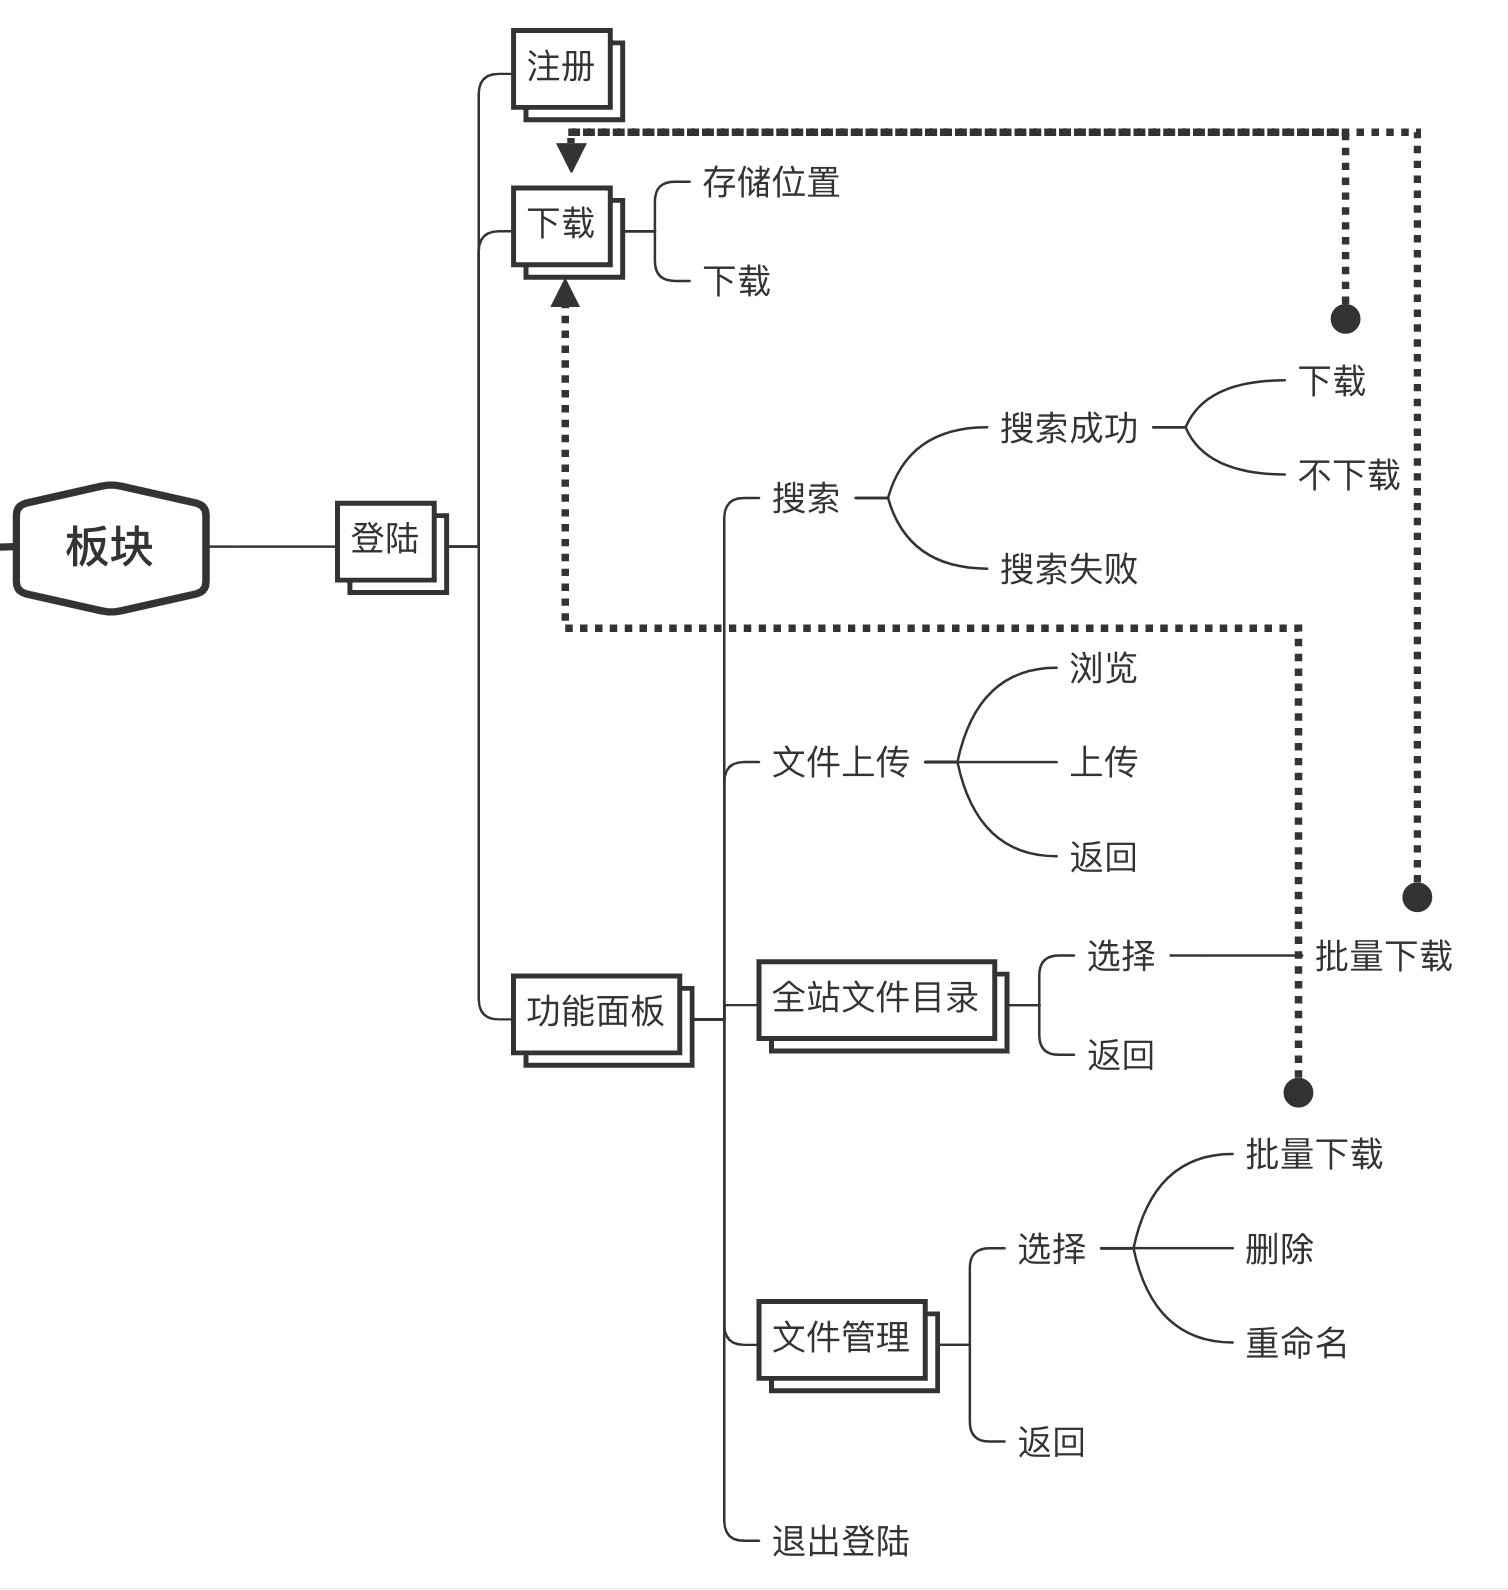 注册
存储位置
下载
下载
下载
搜索成功
不下载
搜索
板块
登陆
搜索失败
浏览
文件上传
上传
返回
选择
批量下载
全站文件目录
功能面板
返回
批量下载
选择
删除
文件管理
重命名
返回
退出登陆